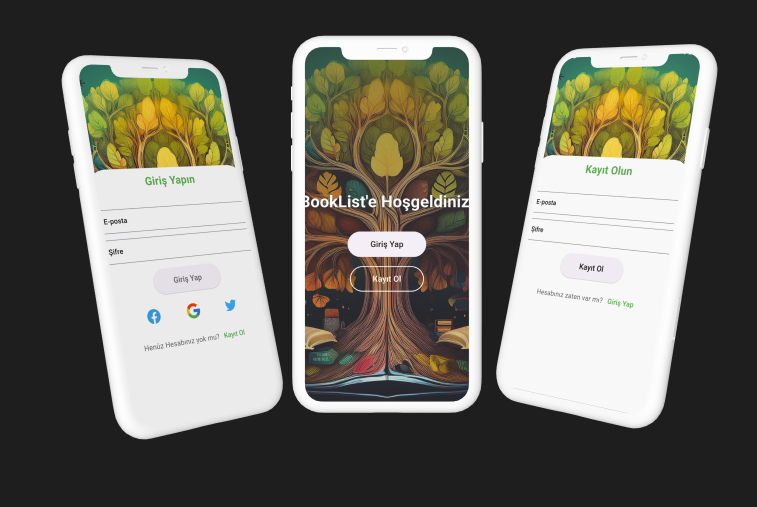 Giriş Yapın
E-posta
Şifre
Giriş Yap
Henüz Hesabınız yok mu? Kayıt Ol
BookList'e Hoşgeldiniz
Giriş Yap
Kayıt Ol
Kayıt Olun
E-posta
Şifre
Kayıt Ol
Hesabınız zaten var mı? Giriş Yap